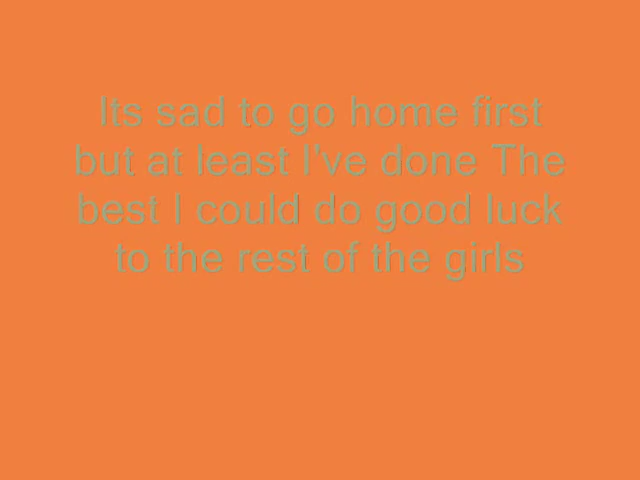 Its sad to go home first
but at least I've done The
best I could do good luck
to the rest of the girls